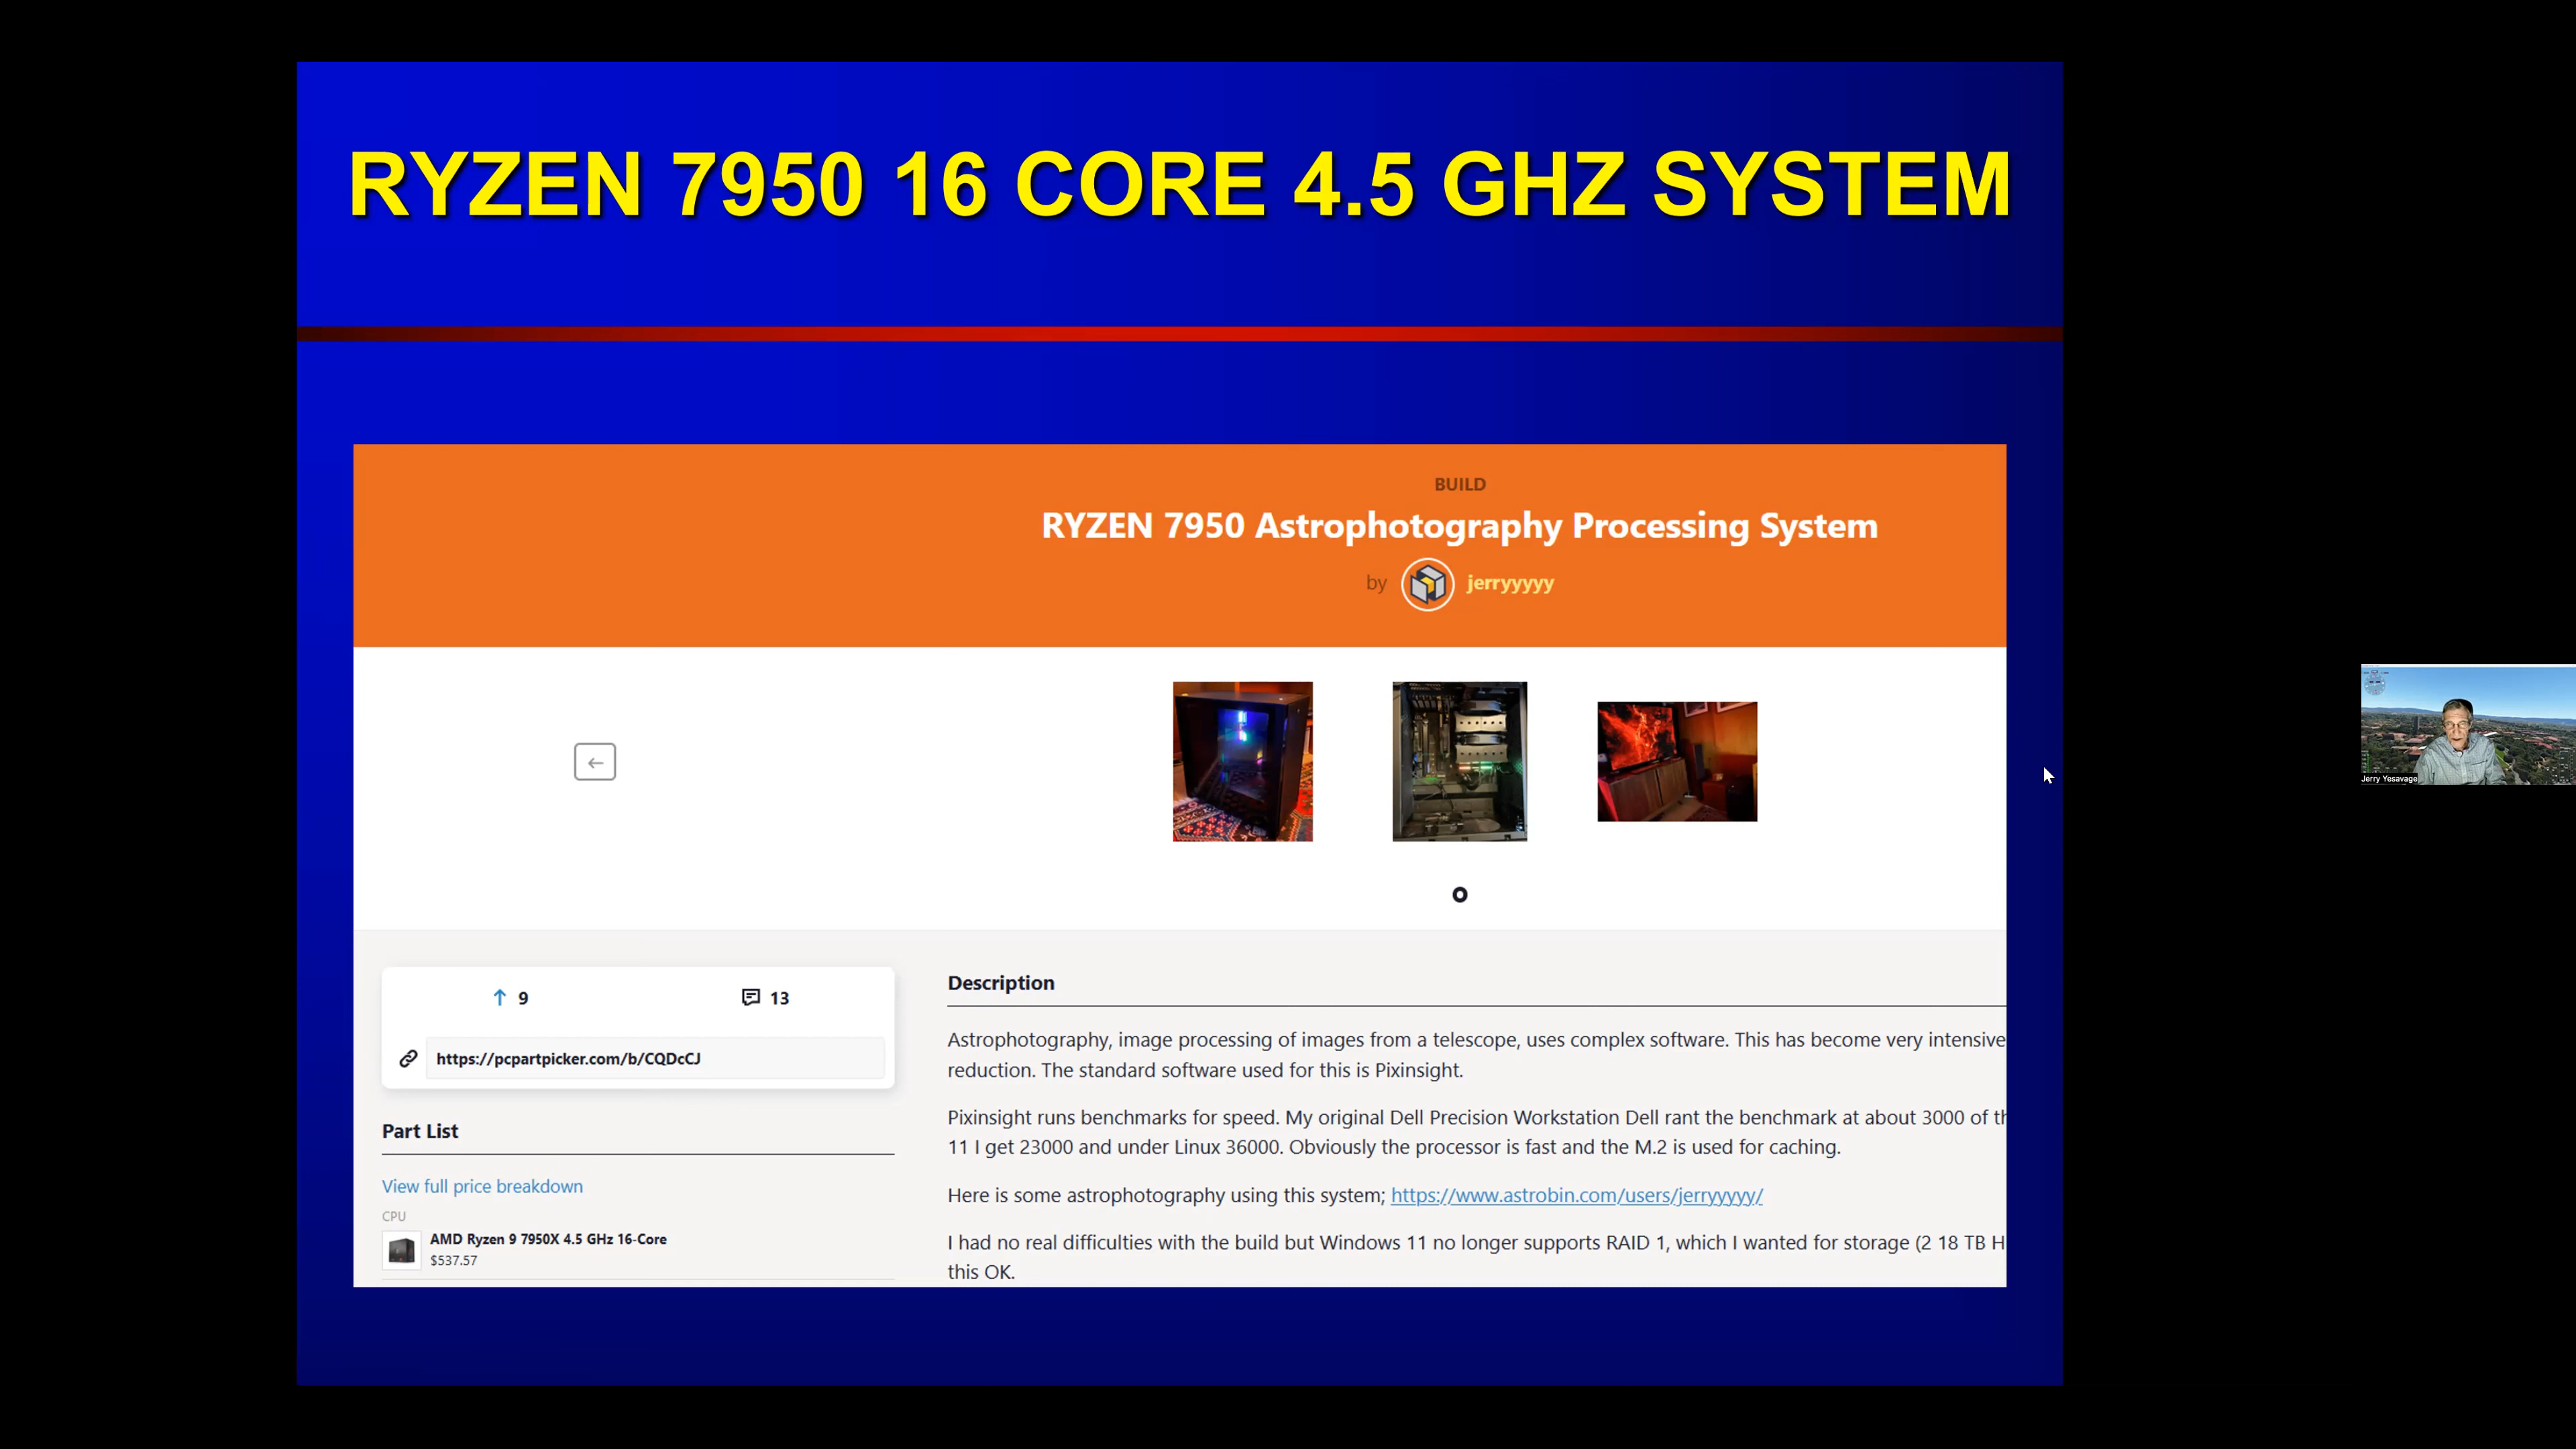 RYZEN 7950 16 CORE 4.5 GHZ SYSTEM
BUILD
RYZEN 7950 Astrophotography Processing System
by jerryyyyy
9 13
https://pcpartpicker.com/b/CQDcCJ
Part List
View full price breakdown
CPU
AMD Ryzen 9 7950X 4.5 GHz 16-Core
$537.57
Description
Astrophotography, image processing of images from a telescope, uses complex software. This has become very intensive
reduction. The standard software used for this is Pixinsight.
Pixinsight runs benchmarks for speed. My original Dell Precision Workstation Dell rant the benchmark at about 3000 of th
11 I get 23000 and under Linux 36000. Obviously the processor is fast and the M.2 is used for caching.
Here is some astrophotography using this system; https://www.astrobin.com/users/jerryyyyy/
I had no real difficulties with the build but Windows 11 no longer supports RAID 1, which I wanted for storage (2 18 TB H
this OK.
Jerry Yesavage